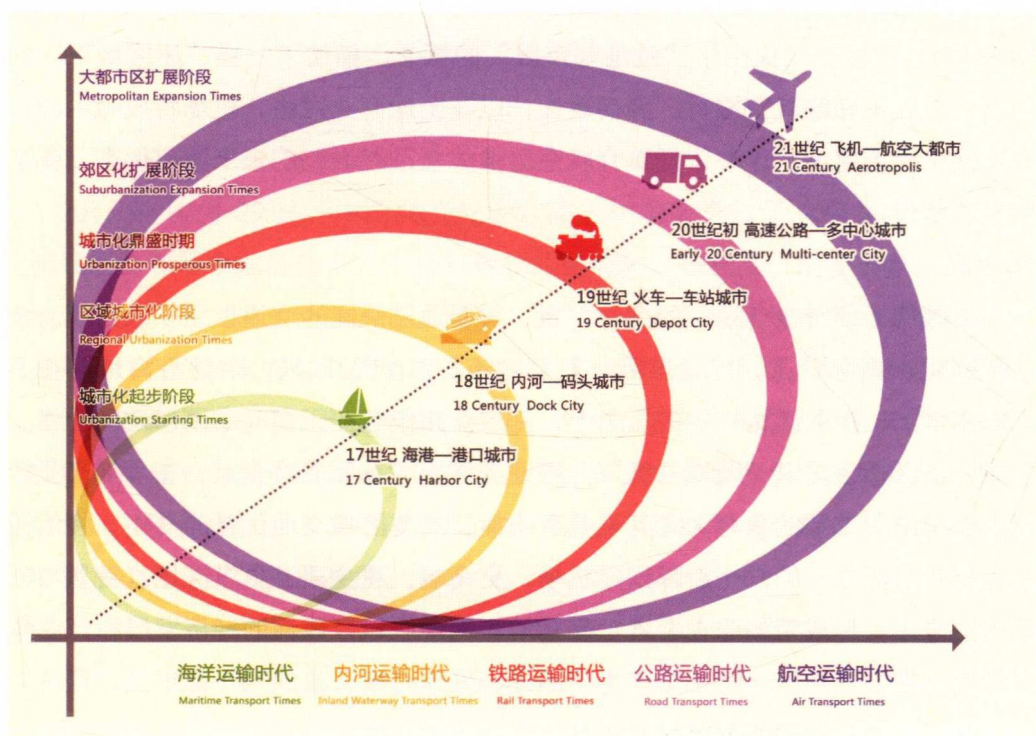 大都市区扩展阶段
Metropolitan Expansion Times
21世纪 飞机—航空大都市
21 Century Aerotropolis
郊区化扩展阶段
Suburbanization Expansion Times
20世纪初 高速公路—多中心城市
Early 20 Century Multi-center City
城市化鼎盛时期
Urbanization Prosperous Times
19世纪 火车—车站城市
19 Century Depot City
区域城市化阶段
Regional Urbanization Times
18世纪 内河—码头城市
18 Century Dock City
城市化起步阶段
Urbanization Starting Times
17世纪 海港—港口城市
17 Century Harbor City
海洋运输时代
Maritime Transport Times
内河运输时代
Inland Waterway Transport Times
铁路运输时代
Rail Transport Times
公路运输时代
Road Transport Times
航空运输时代
Air Transport Times